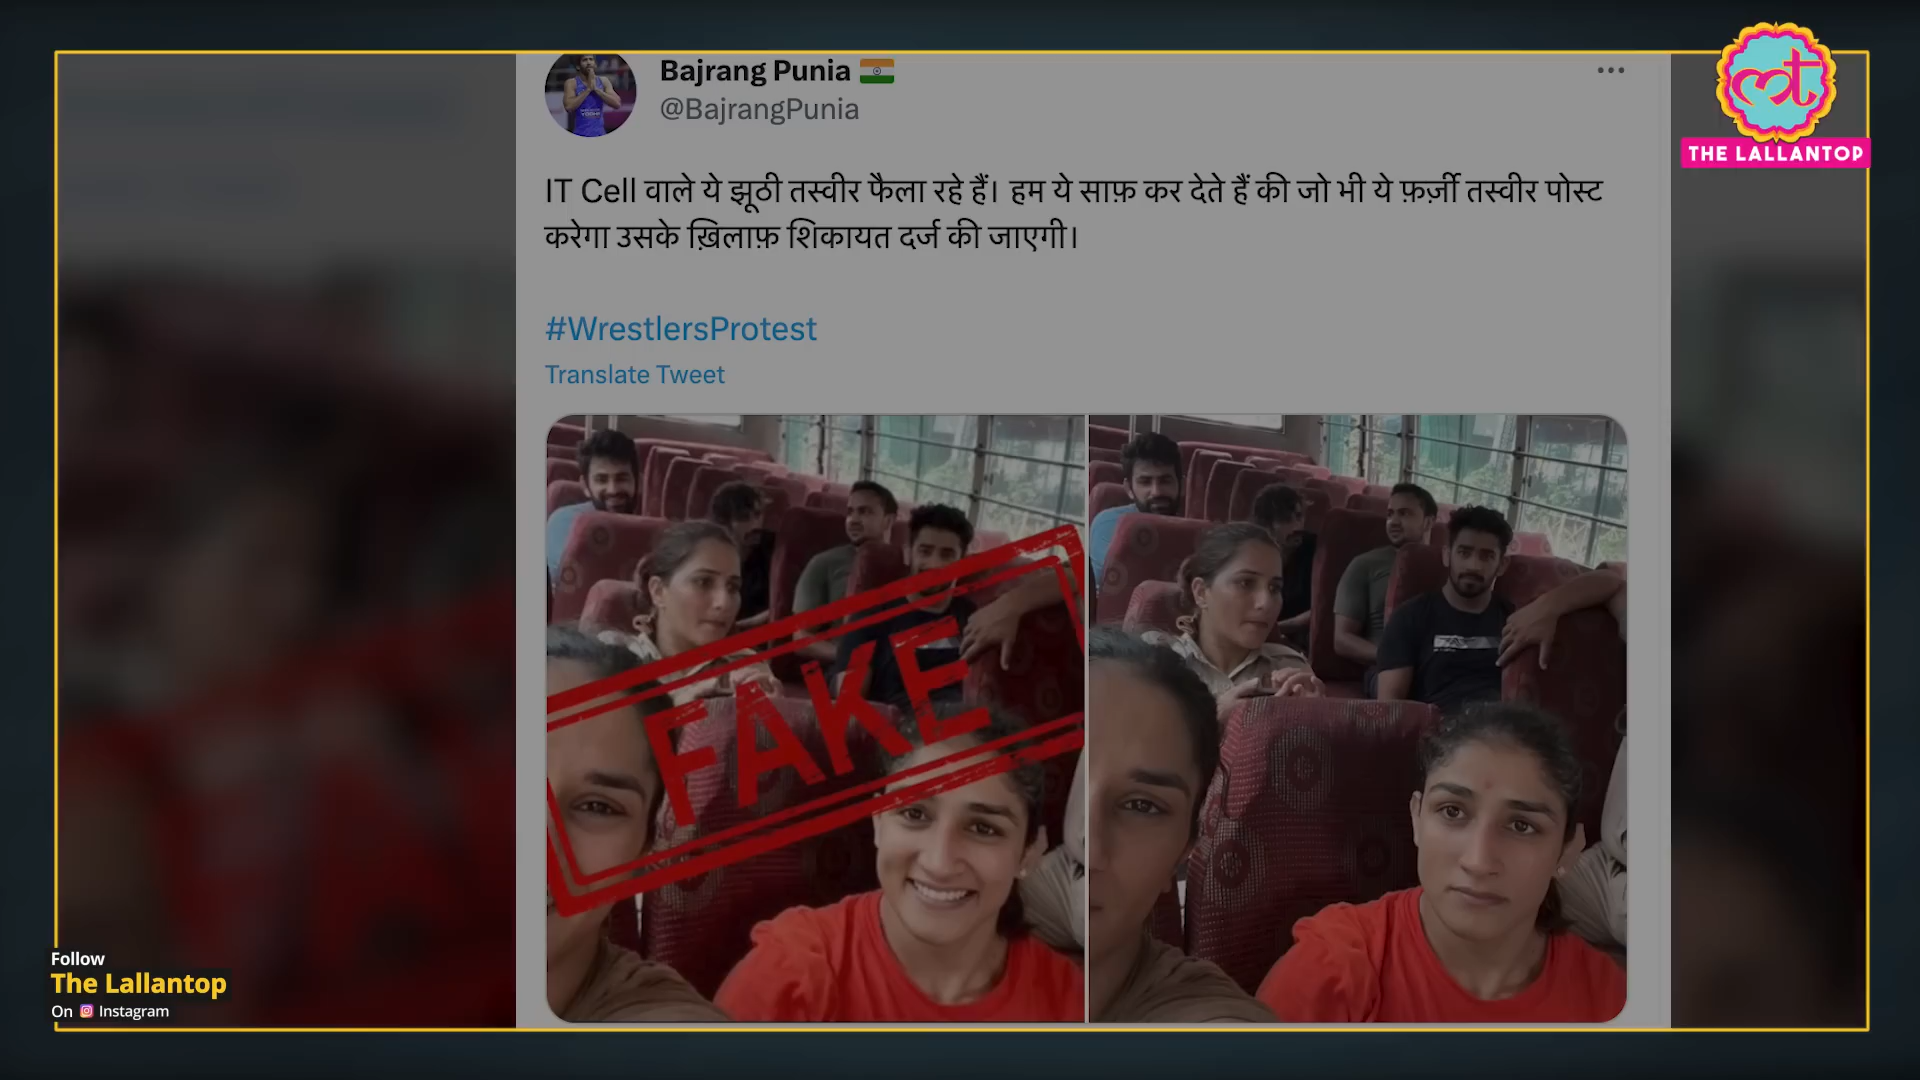 Bajrang Punia
@BajrangPunia
THE LALLANTOP
IT Cell वाले ये झूठी तस्वीर फैला रहे हैं। हम ये साफ़ कर देते हैं की जो भी ये फ़र्ज़ी तस्वीर पोस्ट
करेगा उसके ख़िलाफ़ शिकायत दर्ज की जाएगी।
#WrestlersProtest
Translate Tweet
FAKE
Follow
The Lallantop
On Instagram